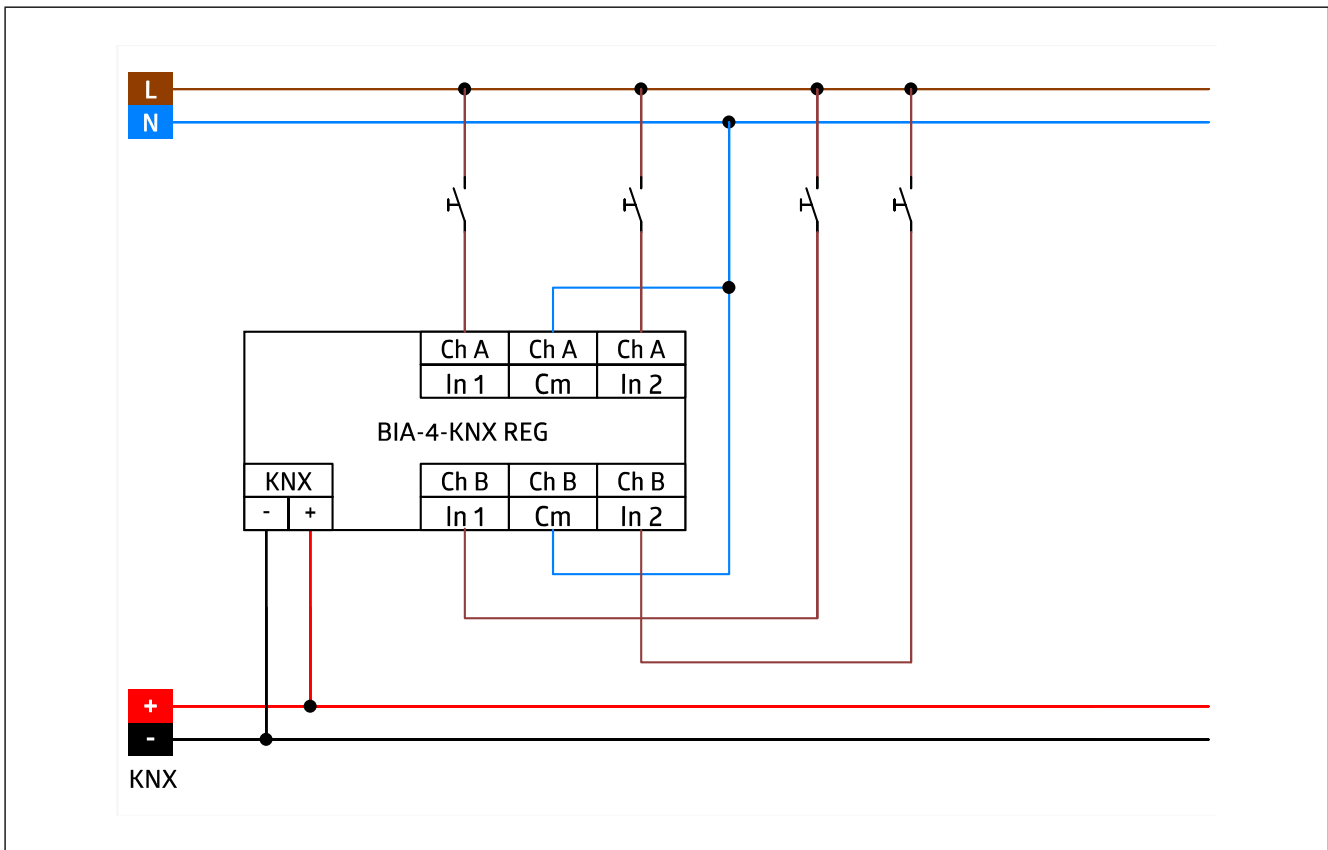 L
N
Ch A Ch A Ch A
In 1 Cm In 2
BIA-4-KNX REG
KNX Ch B Ch B Ch B
- + In 1 Cm In 2
+
-
KNX